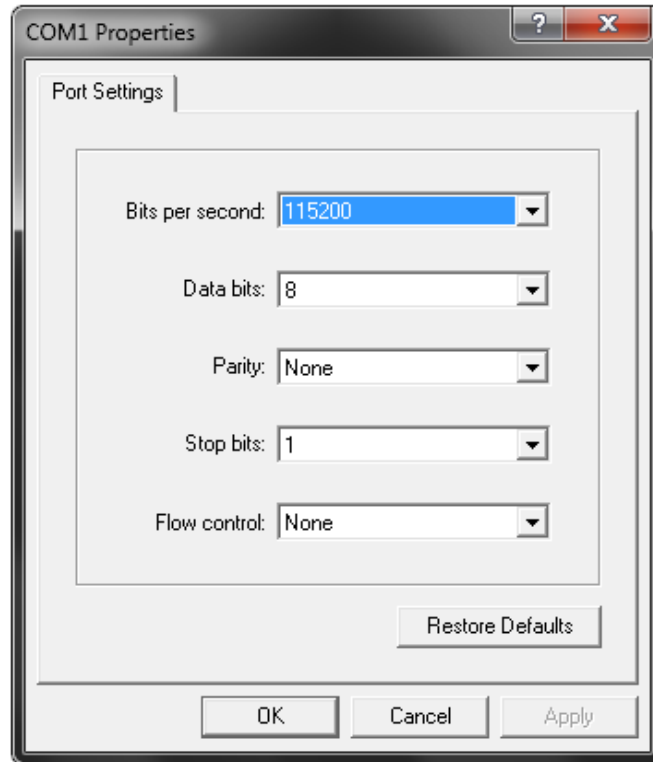 COM1 Properties
?
Port Settings
Bits per second: 115200
Data bits: 8
Parity: None
Stop bits: 1
Flow control: None
Restore Defaults
OK Cancel Apply